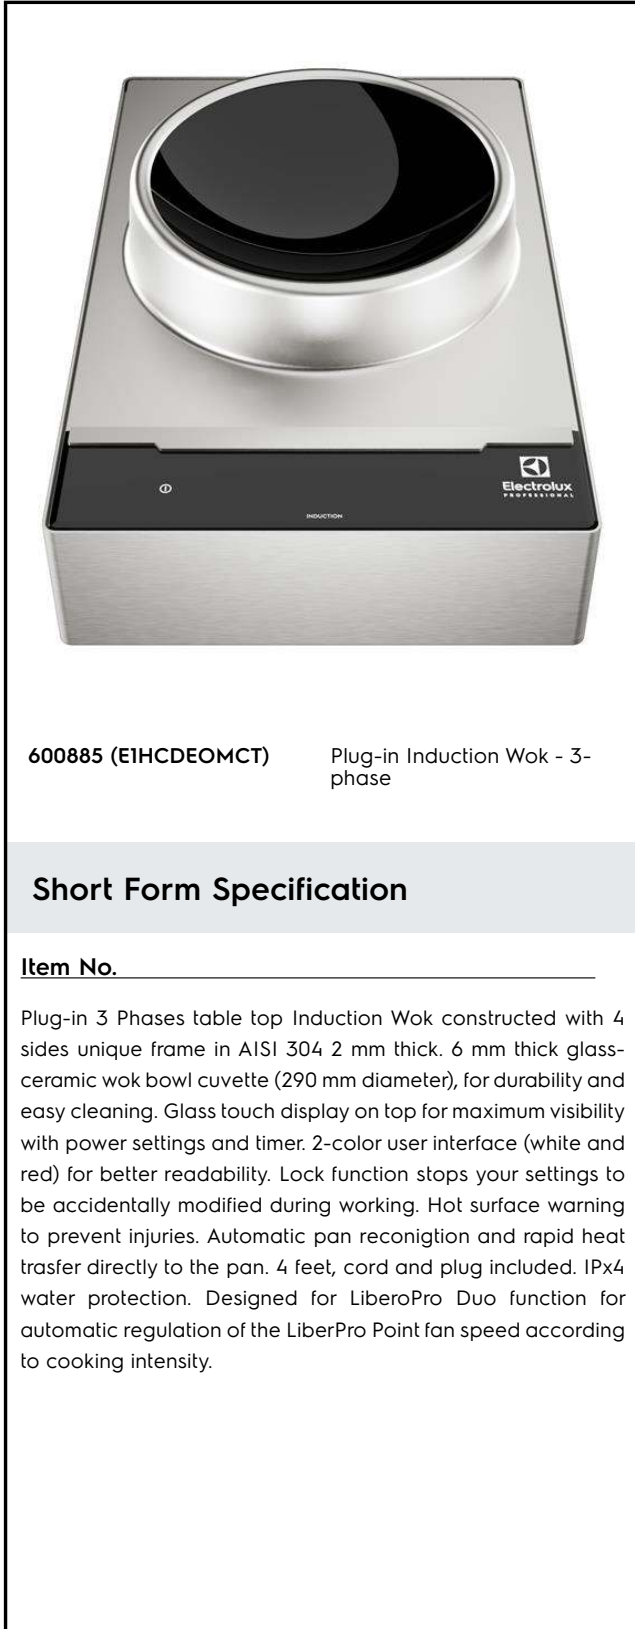 Electrolux
PROFESSIONAL
INDUCTION
600885 (E1HCDEOMCT)
Plug-in Induction Wok - 3-
phase
Short Form Specification
Item No.
Plug-in 3 Phases table top Induction Wok constructed with 4
sides unique frame in AISI 304 2 mm thick. 6 mm thick glass-
ceramic wok bowl cuvette (290 mm diameter), for durability and
easy cleaning. Glass touch display on top for maximum visibility
with power settings and timer. 2-color user interface (white and
red) for better readability. Lock function stops your settings to
be accidentally modified during working. Hot surface warning
to prevent injuries. Automatic pan reconigtion and rapid heat
trasfer directly to the pan. 4 feet, cord and plug included. IPx4
water protection. Designed for LiberoPro Duo function for
automatic regulation of the LiberPro Point fan speed according
to cooking intensity.